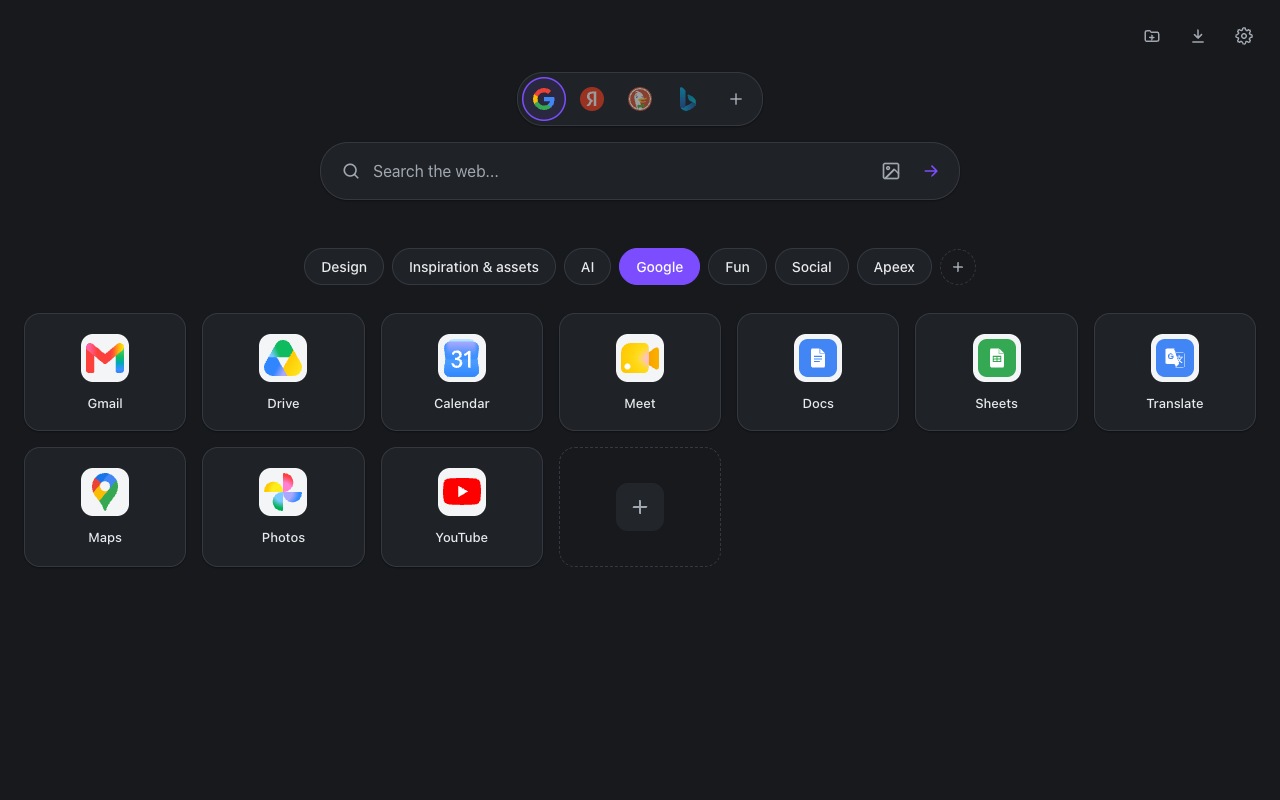 Search the web...
Design Inspiration & assets AI Google Fun Social Apeex
31
Gmail Drive Calendar Meet Docs Sheets Translate
Maps Photos YouTube